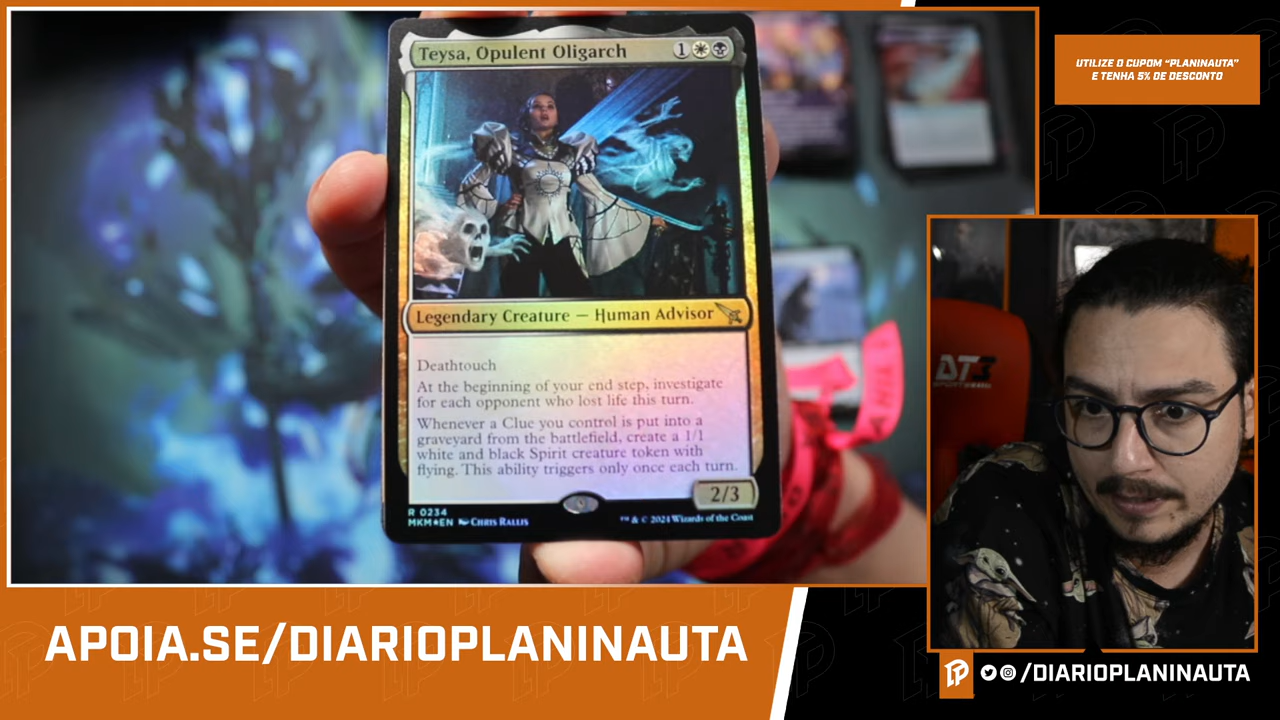 Teysa, Opulent Oligarch 1
Legendary Creature — Human Advisor
Deathtouch
At the beginning of your end step, investigate
for each opponent who lost life this turn.
Whenever a Clue you control is put into a
graveyard from the battlefield, create a 1/1
white and black Spirit creature token with
flying. This ability triggers only once each turn.
2/3
R 0234
MKM★EN CHRIS RALLIS
™ & © 2024 Wizards of the Coast
UTILIZE O CUPOM “PLANINAUTA”
E TENHA 5% DE DESCONTO
DT3
APOIA.SE/DIARIOPLANINAUTA
/DIARIOPLANINAUTA